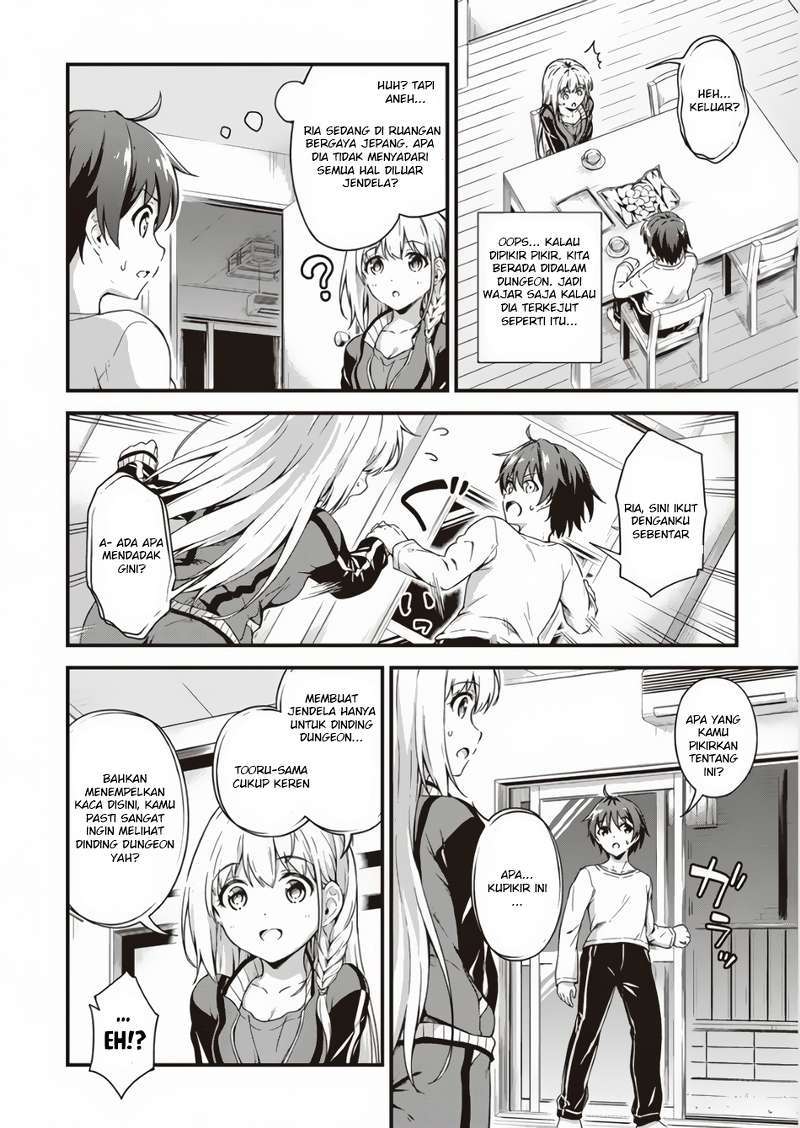 HEH...
KELUAR?
OOPS... KALAU
DIPIKIR PIKIR. KITA
BERADA DIDALAM
DUNGEON. JADI
WAJAR SAJA KALAU
DIA TERKEJUT
SEPERTI ITU...
HUH? TAPI
ANEH...
RIA SEDANG DI RUANGAN
BERGAYA JEPANG. APA
DIA TIDAK MENYADARI
SEMUA HAL DILUAR
JENDELA?
?
RIA, SINI IKUT
DENGANKU
SEBENTAR
A- ADA APA
MENDADAK
GINI?
APA YANG
KAMU
PIKIRKAN
TENTANG
INI?
ガラッ
APA...
KUPIKIR INI
...
MEMBUAT
JENDELA HANYA
UNTUK DINDING
DUNGEON...
TOORU-SAMA
CUKUP KEREN
BAHKAN
MENEMPELKAN
KACA DISINI, KAMU
PASTI SANGAT
INGIN MELIHAT
DINDING DUNGEON
YAH?
...
EH!?